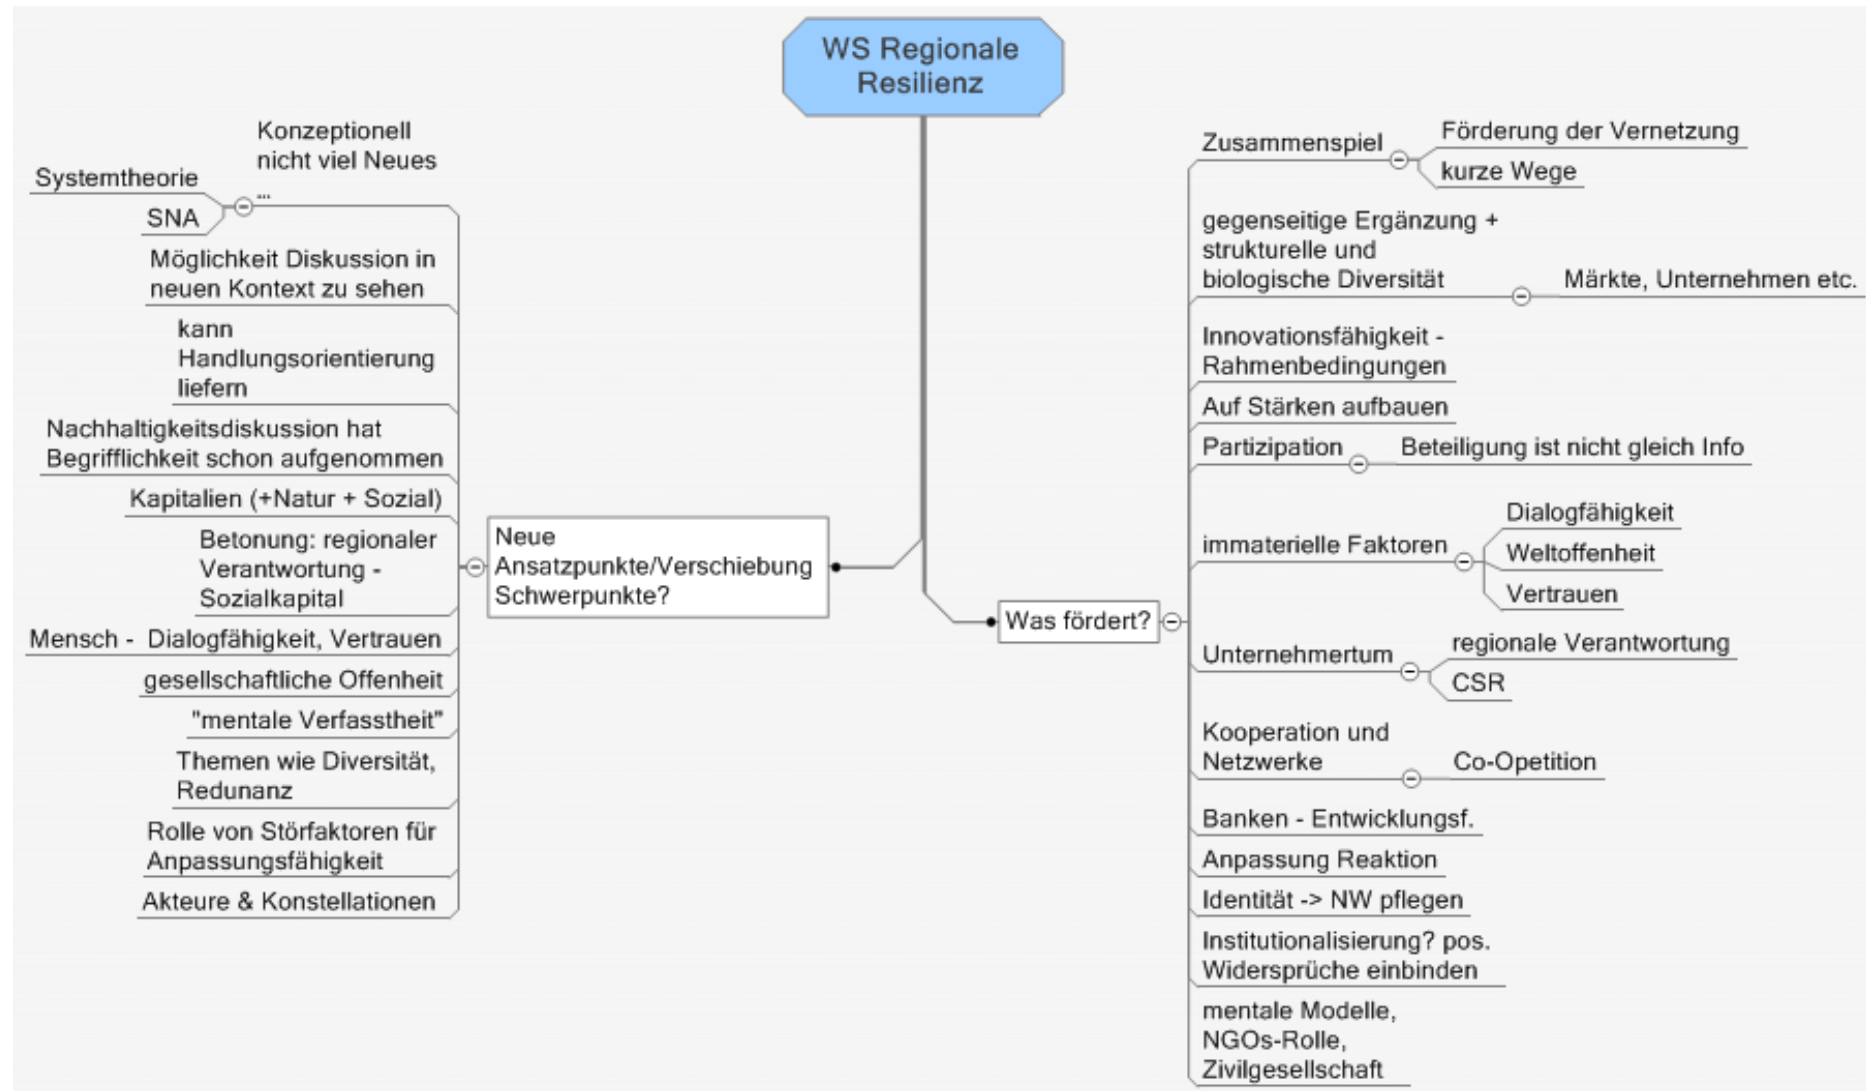 WS Regionale
Resilienz
Konzeptionell
nicht viel Neues
...
Systemtheorie
SNA
Möglichkeit Diskussion in
neuen Kontext zu sehen
kann
Handlungsorientierung
liefern
Nachhaltigkeitsdiskussion hat
Begrifflichkeit schon aufgenommen
Kapitalien (+Natur + Sozial)
Betonung: regionaler
Verantwortung -
Sozialkapital
Mensch - Dialogfähigkeit, Vertrauen
gesellschaftliche Offenheit
"mentale Verfasstheit"
Themen wie Diversität,
Redunanz
Rolle von Störfaktoren für
Anpassungsfähigkeit
Akteure & Konstellationen
Neue
Ansatzpunkte/Verschiebung
Schwerpunkte?
Was fördert?
Zusammenspiel
Förderung der Vernetzung
kurze Wege
gegenseitige Ergänzung +
strukturelle und
biologische Diversität
Märkte, Unternehmen etc.
Innovationsfähigkeit -
Rahmenbedingungen
Auf Stärken aufbauen
Partizipation
Beteiligung ist nicht gleich Info
immaterielle Faktoren
Dialogfähigkeit
Weltoffenheit
Vertrauen
Unternehmertum
regionale Verantwortung
CSR
Kooperation und
Netzwerke
Co-Opetition
Banken - Entwicklungsf.
Anpassung Reaktion
Identität -> NW pflegen
Institutionalisierung? pos.
Widersprüche einbinden
mentale Modelle,
NGOs-Rolle,
Zivilgesellschaft